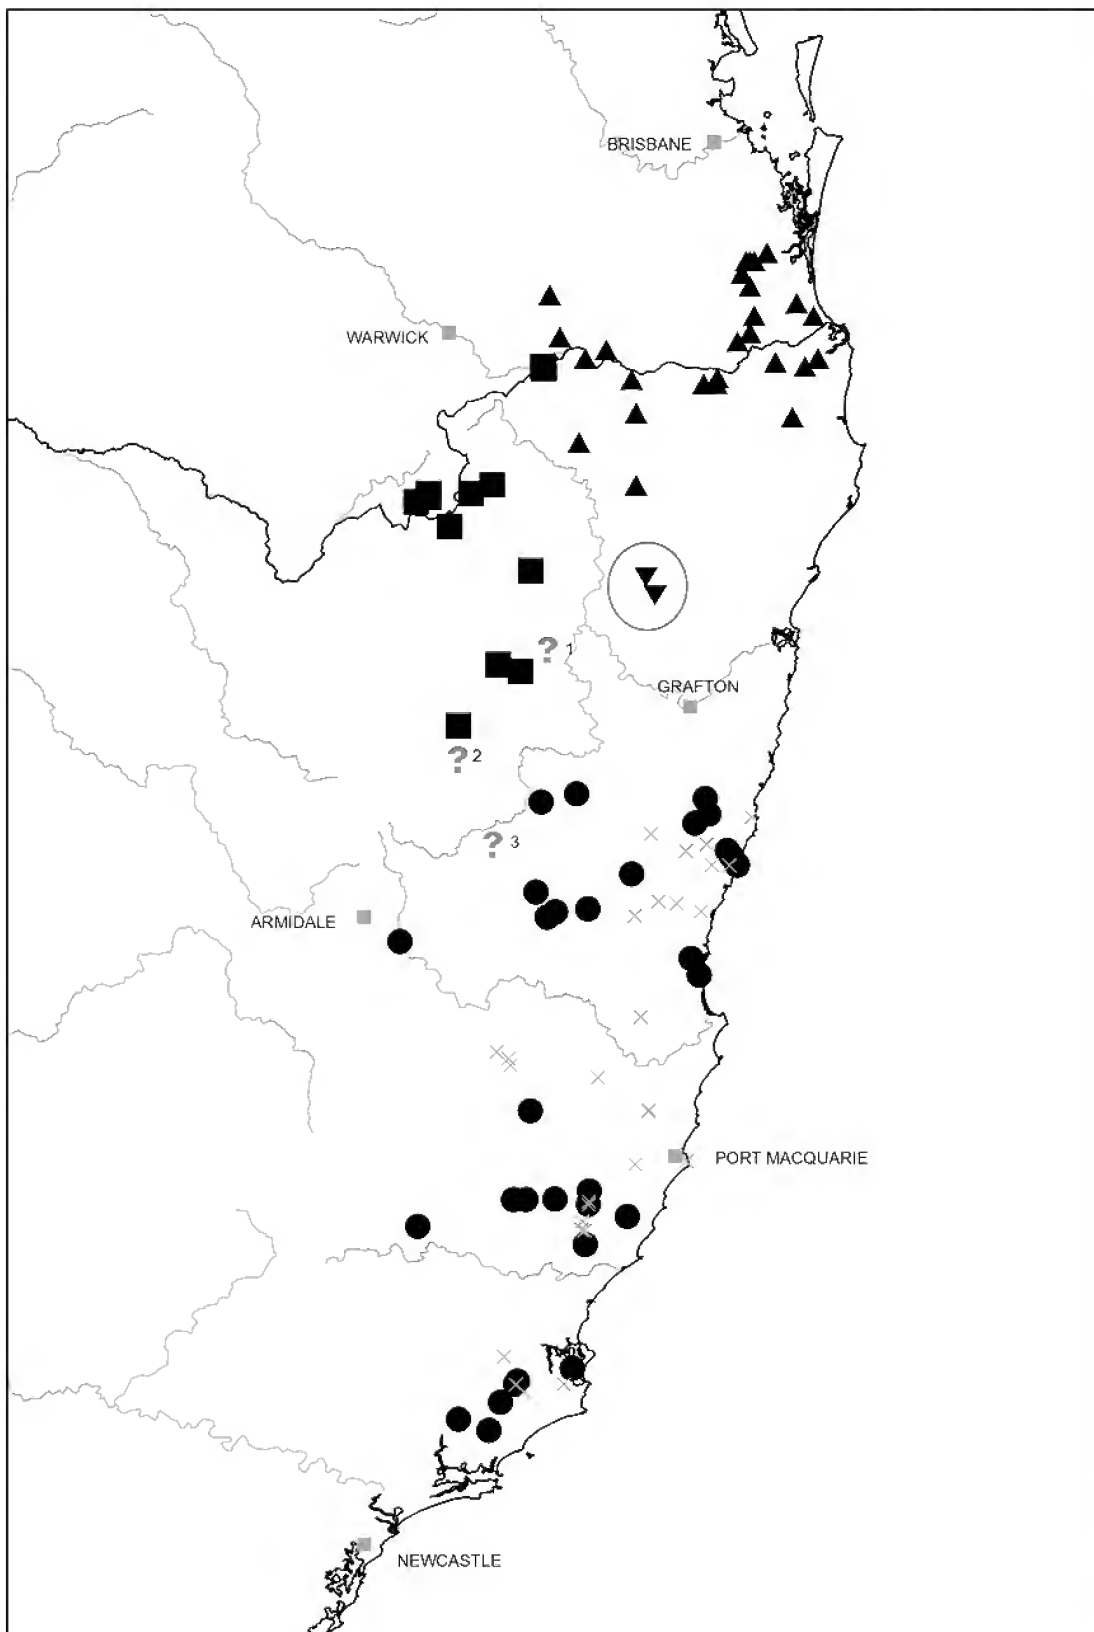 BRISBANE
WARWICK
? 1
GRAFTON
? 2
? 3
ARMIDALE
PORT MACQUARIE
NEWCASTLE